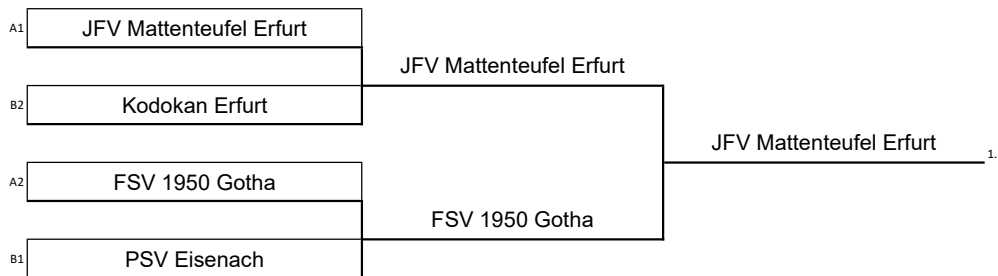 A1 JFV Mattenteufel Erfurt
JFV Mattenteufel Erfurt
B2 Kodokan Erfurt
JFV Mattenteufel Erfurt 1.
A2 FSV 1950 Gotha
FSV 1950 Gotha
B1 PSV Eisenach